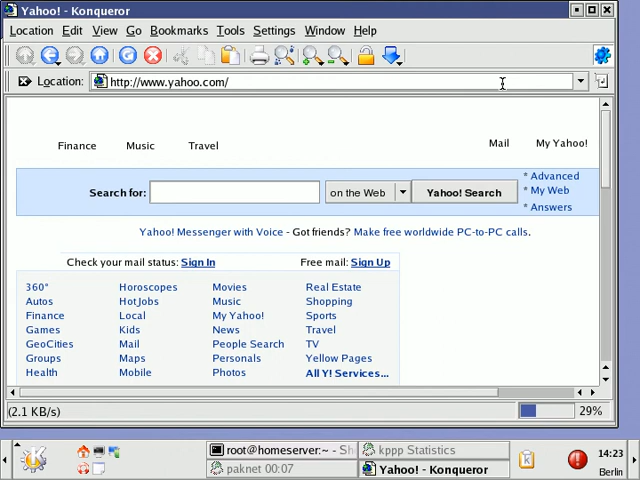 Yahoo! - Konqueror
Location Edit View Go Bookmarks Tools Settings Window Help
Location: http://www.yahoo.com/
Finance Music Travel Mail My Yahoo!
Search for: on the Web Yahoo! Search
* Advanced
* My Web
* Answers
Yahoo! Messenger with Voice - Got friends? Make free worldwide PC-to-PC calls.
Check your mail status: Sign In Free mail: Sign Up
360° Horoscopes Movies Real Estate
Autos HotJobs Music Shopping
Finance Local My Yahoo! Sports
Games Kids News Travel
GeoCities Mail People Search TV
Groups Maps Personals Yellow Pages
Health Mobile Photos All Y! Services...
(2.1 KB/s) 29%
root@homeserver:~ - Sh kppp Statistics
paknet 00:07 Yahoo! - Konqueror
14:23
Berlin